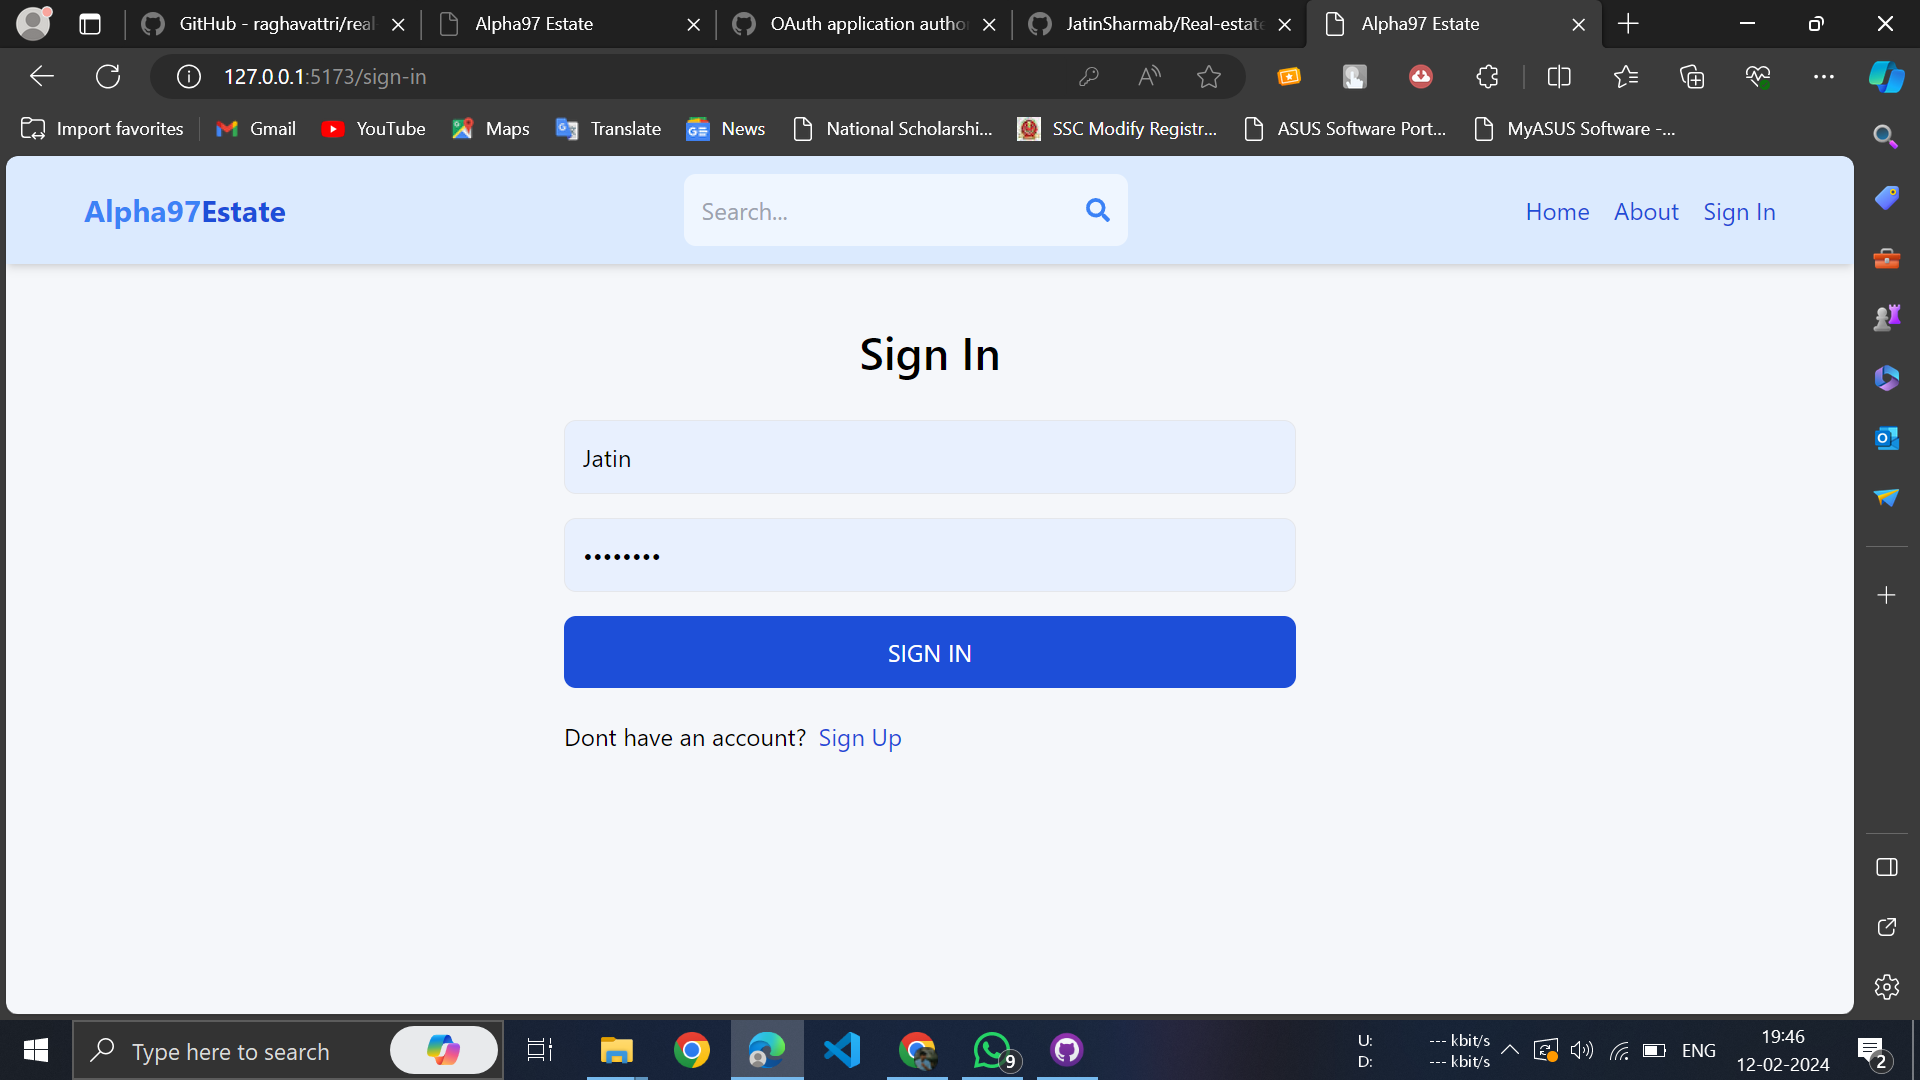 GitHub - raghavattri/real-
Alpha97 Estate
OAuth application autho
JatinSharmab/Real-estate
Alpha97 Estate
127.0.0.1:5173/sign-in
Import favorites
Gmail
YouTube
Maps
Translate
News
National Scholarshi...
SSC Modify Registr...
ASUS Software Port...
MyASUS Software -...
Alpha97Estate
Search...
Home
About
Sign In
Sign In
Jatin
••••••••
SIGN IN
Dont have an account? Sign Up
Type here to search
9
U: --- kbit/s
D: --- kbit/s
ENG
19:46
12-02-2024
2